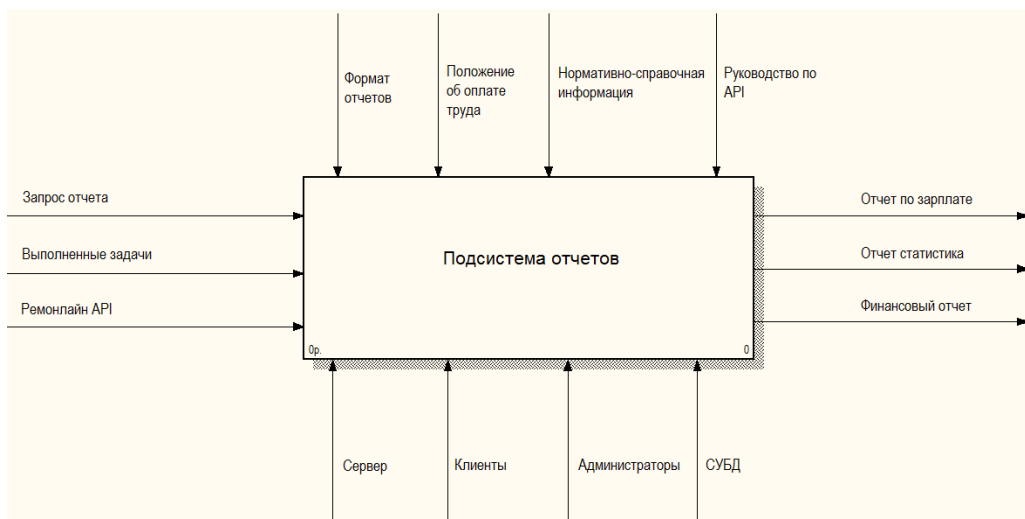 Формат
отчетов
Положение
об оплате
труда
Нормативно-справочная
информация
Руководство по
API
Запрос отчета
Выполненные задачи
Ремонлайн API
Подсистема отчетов
0р.
0
Отчет по зарплате
Отчет статистика
Финансовый отчет
Сервер
Клиенты
Администраторы
СУБД